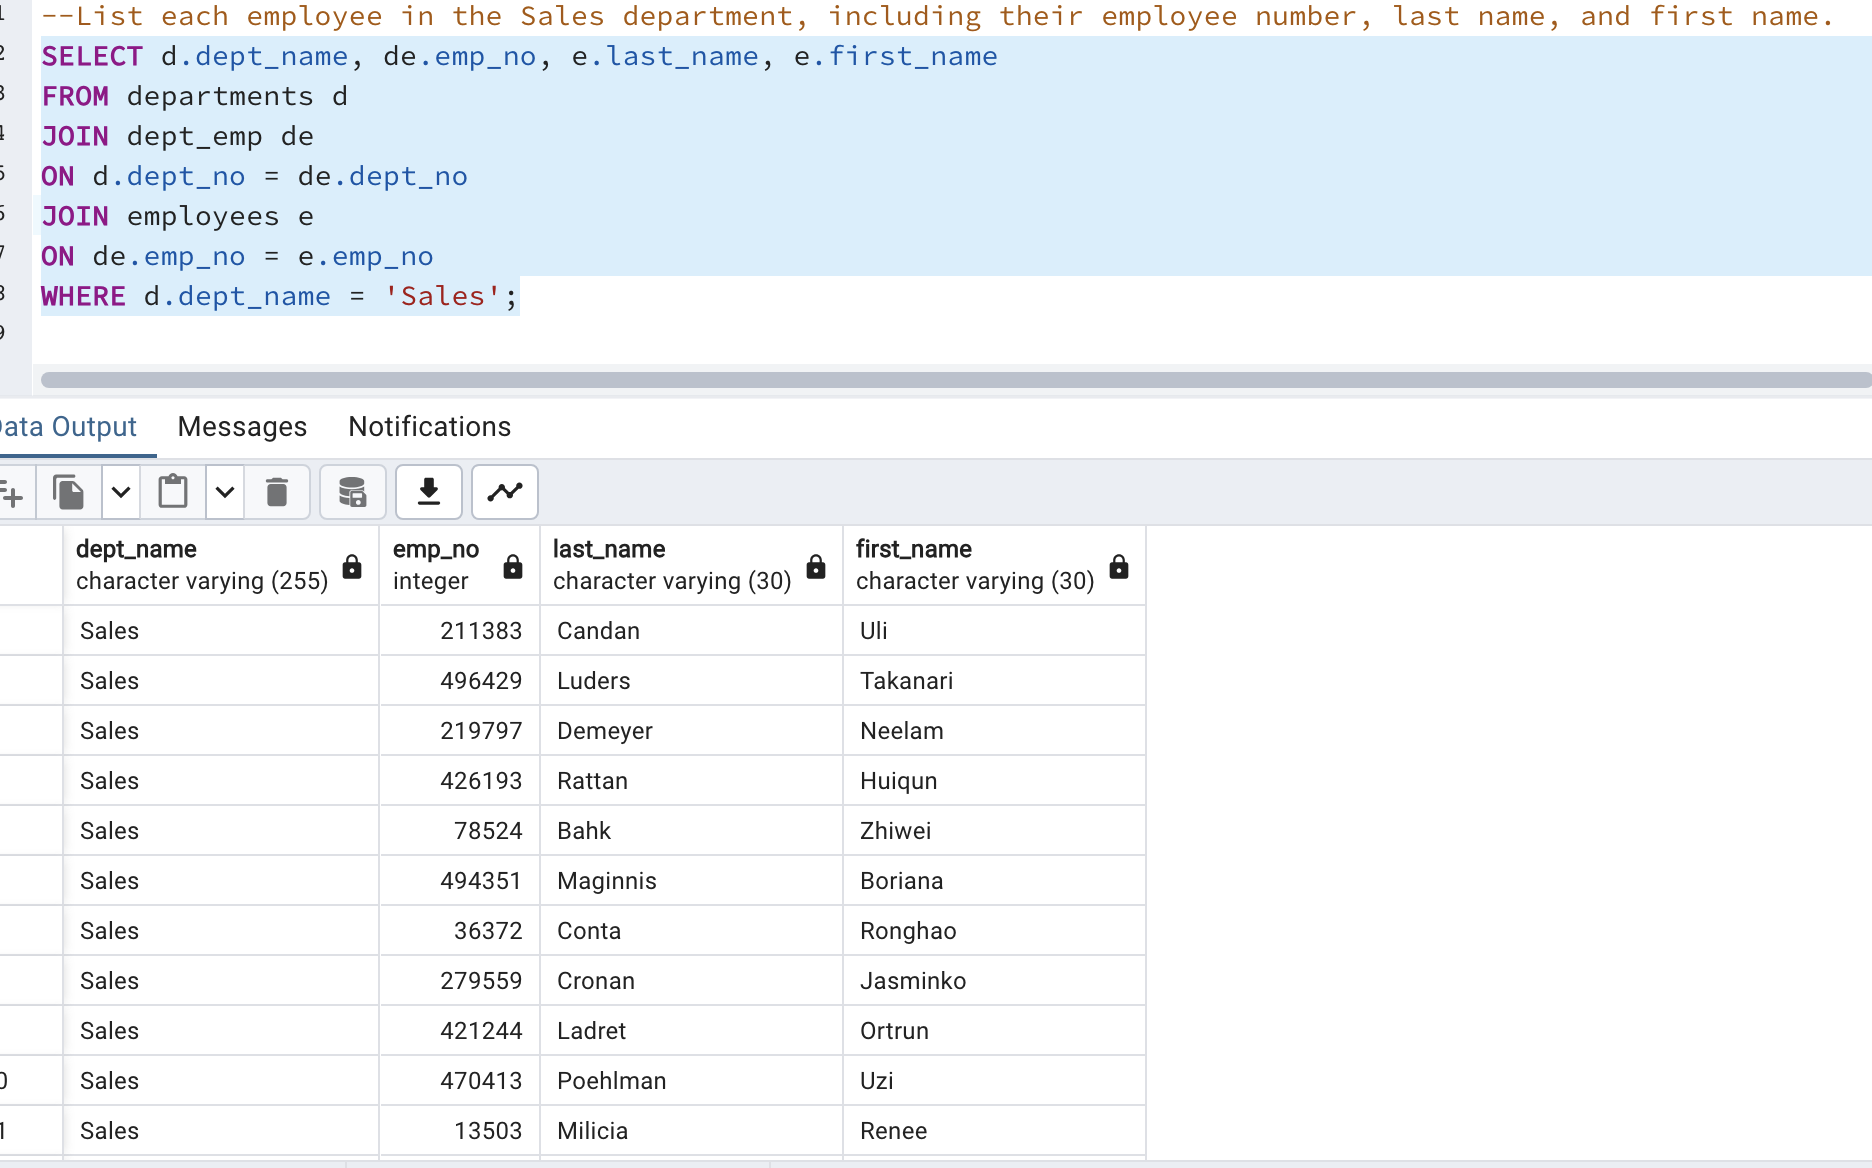 --List each employee in the Sales department, including their employee number, last name, and first name.
SELECT d.dept_name, de.emp_no, e.last_name, e.first_name
FROM departments d
JOIN dept_emp de
ON d.dept_no = de.dept_no
JOIN employees e
ON de.emp_no = e.emp_no
WHERE d.dept_name = 'Sales';
Data Output Messages Notifications
dept_name emp_no last_name first_name
character varying (255) integer character varying (30) character varying (30)
Sales 211383 Candan Uli
Sales 496429 Luders Takanari
Sales 219797 Demeyer Neelam
Sales 426193 Rattan Huiqun
Sales 78524 Bahk Zhiwei
Sales 494351 Maginnis Boriana
Sales 36372 Conta Ronghao
Sales 279559 Cronan Jasminko
Sales 421244 Ladret Ortrun
Sales 470413 Poehlman Uzi
Sales 13503 Milicia Renee